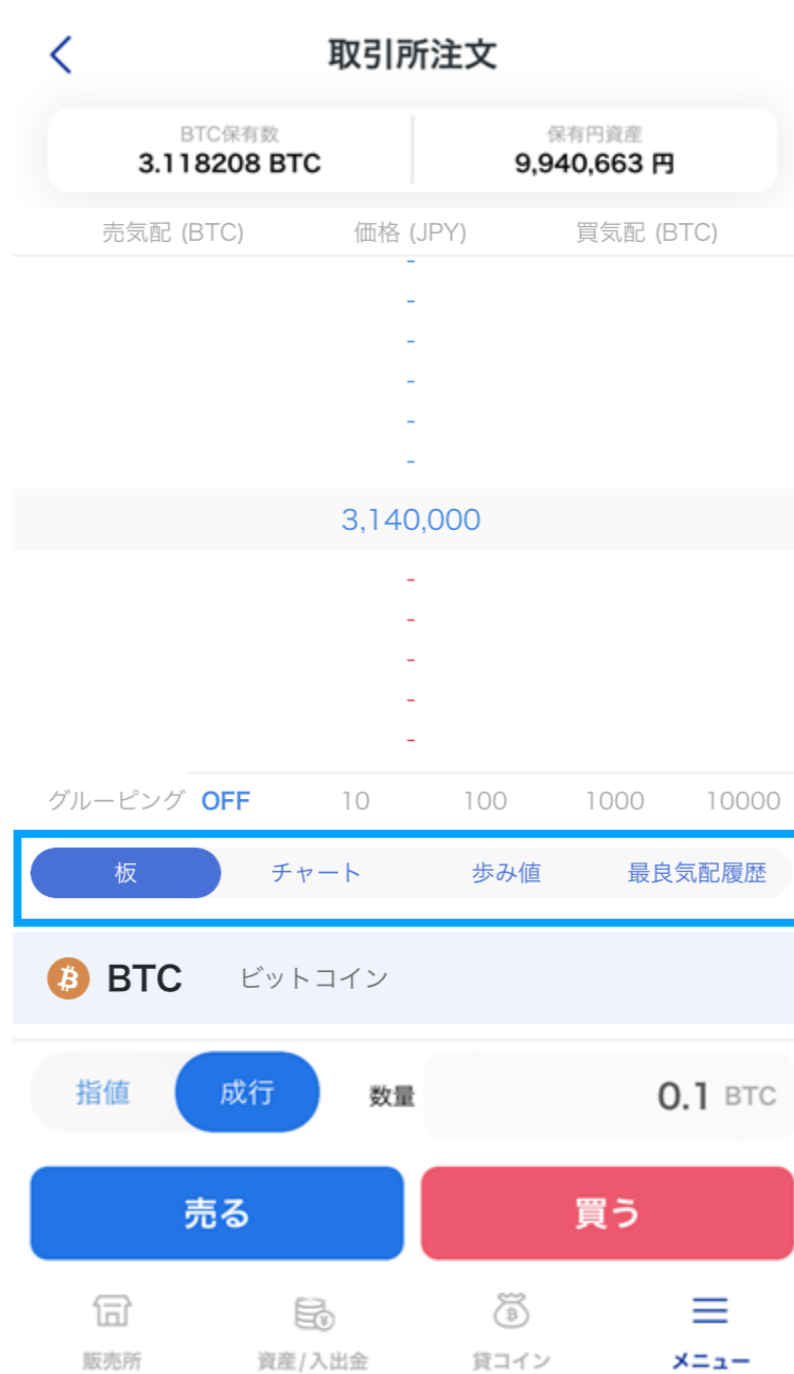 取引所注文
BTC保有数 保有円資産
3.118208 BTC 9,940,663 円
売気配 (BTC) 価格 (JPY) 買気配 (BTC)
-
-
-
-
-
-
3,140,000
-
-
-
-
-
グルーピング OFF 10 100 1000 10000
板 チャート 歩み値 最良気配履歴
BTC ビットコイン
指値 成行 数量 0.1 BTC
売る 買う
販売所 資産/入出金 貸コイン メニュー